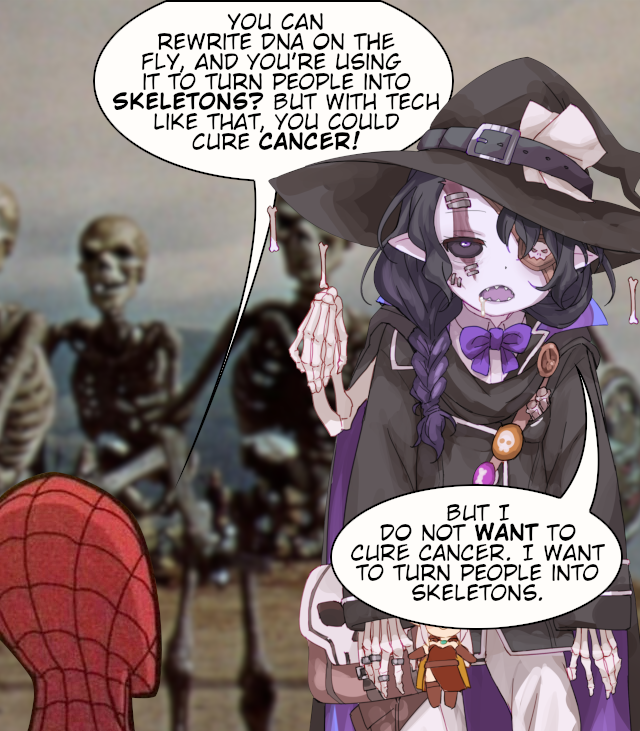 YOU CAN
REWRITE DNA ON THE
FLY, AND YOU'RE USING
IT TO TURN PEOPLE INTO
SKELETONS? BUT WITH TECH
LIKE THAT, YOU COULD
CURE CANCER!
BUT I
DO NOT WANT TO
CURE CANCER. I WANT
TO TURN PEOPLE INTO
SKELETONS.